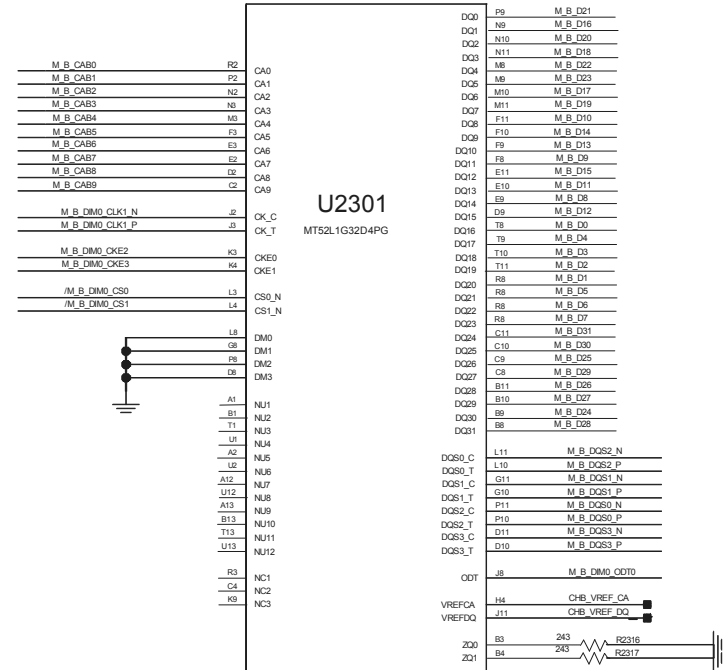 M_B_CAB0 R2 CA0
M_B_CAB1 P2 CA1
M_B_CAB2 N2 CA2
M_B_CAB3 N3 CA3
M_B_CAB4 M3 CA4
M_B_CAB5 F3 CA5
M_B_CAB6 E3 CA6
M_B_CAB7 E2 CA7
M_B_CAB8 D2 CA8
M_B_CAB9 C2 CA9
M_B_DIM0_CLK1_N J2 CK_C
M_B_DIM0_CLK1_P J3 CK_T
M_B_DIM0_CKE2 K3 CKE0
M_B_DIM0_CKE3 K4 CKE1
/M_B_DIM0_CS0 L3 CS0_N
/M_B_DIM0_CS1 L4 CS1_N
L8 DM0
G8 DM1
P8 DM2
D8 DM3
A1 NU1
B1 NU2
T1 NU3
U1 NU4
A2 NU5
U2 NU6
A12 NU7
U12 NU8
A13 NU9
B13 NU10
T13 NU11
U13 NU12
R3 NC1
C4 NC2
K9 NC3
U2301
MT52L1G32D4PG
DQ0 P9 M_B_D21
DQ1 N9 M_B_D16
DQ2 N10 M_B_D20
DQ3 N11 M_B_D18
DQ4 M8 M_B_D22
DQ5 M9 M_B_D23
DQ6 M10 M_B_D17
DQ7 M11 M_B_D19
DQ8 F11 M_B_D10
DQ9 F10 M_B_D14
DQ10 F9 M_B_D13
DQ11 F8 M_B_D9
DQ12 E11 M_B_D15
DQ13 E10 M_B_D11
DQ14 E9 M_B_D8
DQ15 D9 M_B_D12
DQ16 T8 M_B_D0
DQ17 T9 M_B_D4
DQ18 T10 M_B_D3
DQ19 T11 M_B_D2
DQ20 R8 M_B_D1
DQ21 R8 M_B_D5
DQ22 R8 M_B_D6
DQ23 R8 M_B_D7
DQ24 C11 M_B_D31
DQ25 C10 M_B_D30
DQ26 C9 M_B_D25
DQ27 C8 M_B_D29
DQ28 B11 M_B_D26
DQ29 B10 M_B_D27
DQ30 B9 M_B_D24
DQ31 B8 M_B_D28
DQS0_C L11 M_B_DQS2_N
DQS0_T L10 M_B_DQS2_P
DQS1_C G11 M_B_DQS1_N
DQS1_T G10 M_B_DQS1_P
DQS2_C P11 M_B_DQS0_N
DQS2_T P10 M_B_DQS0_P
DQS3_C D11 M_B_DQS3_N
DQS3_T D10 M_B_DQS3_P
ODT J8 M_B_DIM0_ODT0
VREFCA H4 CHB_VREF_CA
VREFDQ J11 CHB_VREF_DQ
ZQ0 B3 243 R2316
ZQ1 B4 243 R2317